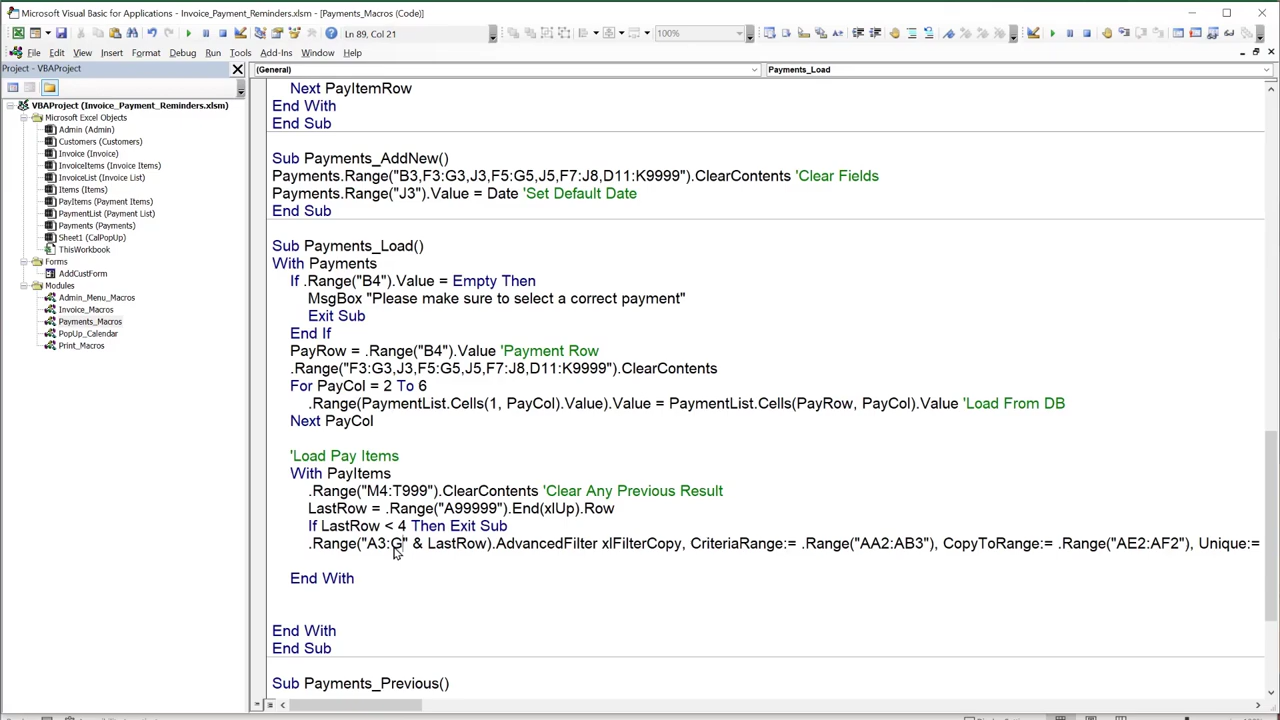 Microsoft Visual Basic for Applications - Invoice_Payment_Reminders.xlsm - [Payments_Macros (Code)]
Ln 89, Col 21
100%
File Edit View Insert Format Debug Run Tools Add-Ins Window Help
Project - VBAProject
(General)
Payments_Load
VBAProject (Invoice_Payment_Reminders.xlsm)
Microsoft Excel Objects
Admin (Admin)
Customers (Customers)
Invoice (Invoice)
InvoiceItems (Invoice Items)
InvoiceList (Invoice List)
Items (Items)
PayItems (Payment Items)
PaymentList (Payment List)
Payments (Payments)
Sheet1 (CalPopUp)
ThisWorkbook
Forms
AddCustForm
Modules
Admin_Menu_Macros
Invoice_Macros
Payments_Macros
PopUp_Calendar
Print_Macros
Next PayItemRow
End With
End Sub
Sub Payments_AddNew()
Payments.Range("B3,F3:G3,J3,F5:G5,J5,F7:J8,D11:K9999").ClearContents 'Clear Fields
Payments.Range("J3").Value = Date 'Set Default Date
End Sub
Sub Payments_Load()
With Payments
If .Range("B4").Value = Empty Then
MsgBox "Please make sure to select a correct payment"
Exit Sub
End If
PayRow = .Range("B4").Value 'Payment Row
.Range("F3:G3,J3,F5:G5,J5,F7:J8,D11:K9999").ClearContents
For PayCol = 2 To 6
.Range(PaymentList.Cells(1, PayCol).Value).Value = PaymentList.Cells(PayRow, PayCol).Value 'Load From DB
Next PayCol
'Load Pay Items
With PayItems
.Range("M4:T999").ClearContents 'Clear Any Previous Result
LastRow = .Range("A99999").End(xlUp).Row
If LastRow < 4 Then Exit Sub
.Range("A3:G" & LastRow).AdvancedFilter xlFilterCopy, CriteriaRange:= .Range("AA2:AB3"), CopyToRange:= .Range("AE2:AF2"), Unique:=
End With
End With
End Sub
Sub Payments_Previous()